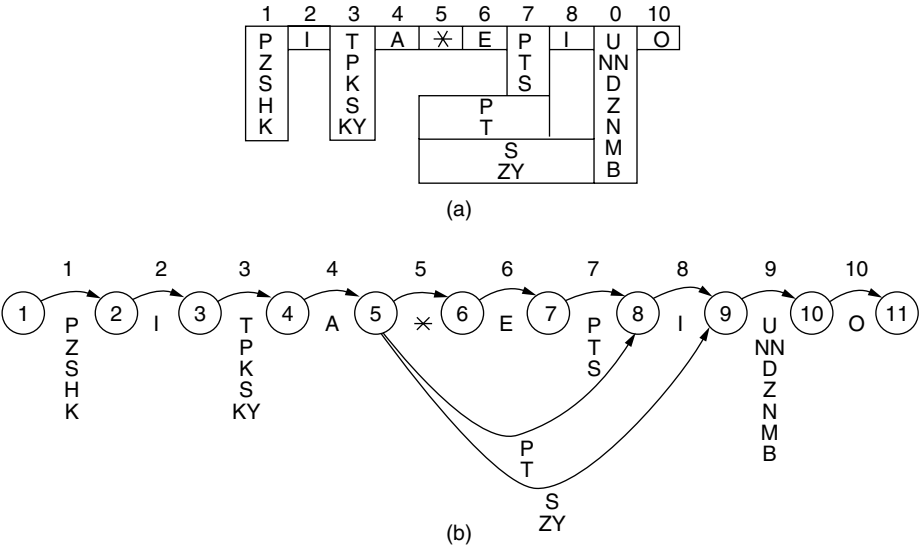 1 2 3 4 5 6 7 8 0 10
P I T A * E P I U O
Z P T NN
S K S D
H S P Z
K KY T N
S M
ZY B
(a)
1 2 3 4 5 6 7 8 9 10
1 2 3 4 5 6 7 8 9 10 11
P I T A * E P I U O
Z P T NN
S K S D
H S Z
K KY N
M
P B
T
S
ZY
(b)